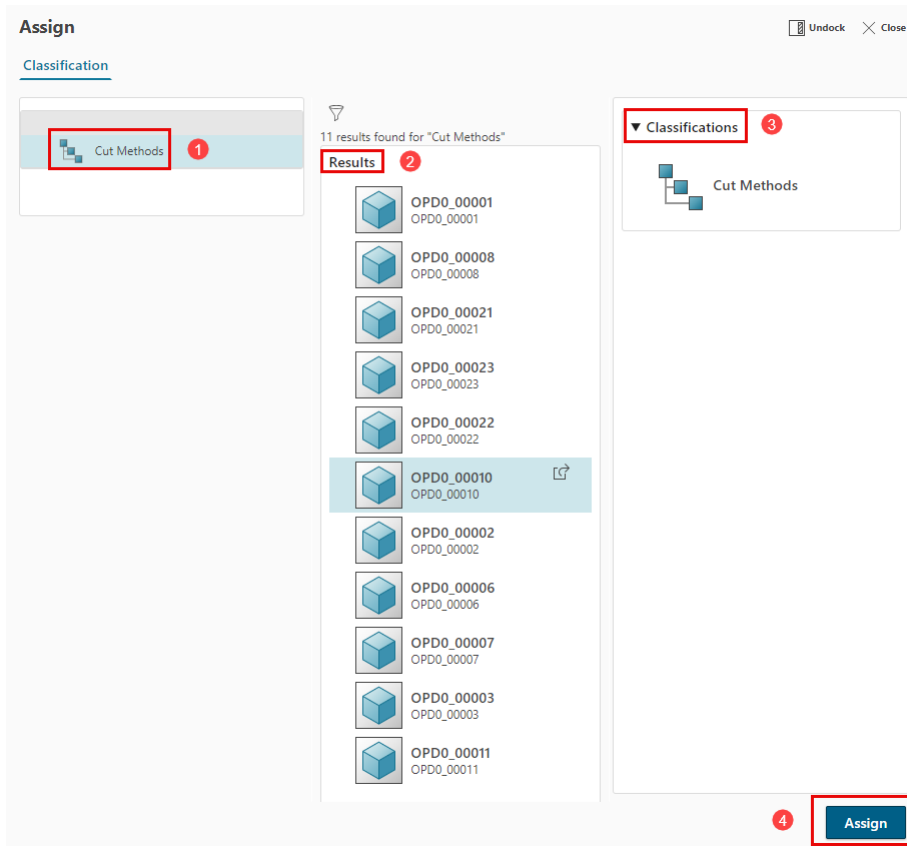 Assign
Undock
Close
Classification
Cut Methods
1
11 results found for "Cut Methods"
Results
2
OPD0_00001
OPD0_00001
OPD0_00008
OPD0_00008
OPD0_00021
OPD0_00021
OPD0_00023
OPD0_00023
OPD0_00022
OPD0_00022
OPD0_00010
OPD0_00010
OPD0_00002
OPD0_00002
OPD0_00006
OPD0_00006
OPD0_00007
OPD0_00007
OPD0_00003
OPD0_00003
OPD0_00011
OPD0_00011
Classifications
3
Cut Methods
4
Assign